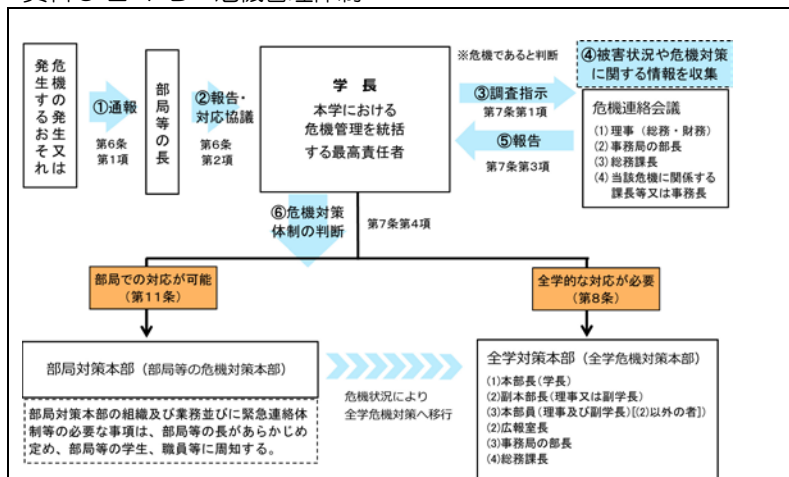 危機の発生又は
発生するおそれ
①通報
第6条
第1項
部局等の長
②報告・
対応協議
第6条
第2項
学 長
本学における
危機管理を統括
する最高責任者
※危機であると判断
③調査指示
第7条第1項
⑤報告
第7条第3項
④被害状況や危機対策
に関する情報を収集
危機連絡会議
(1)理事（総務・財務）
(2)事務局の部長
(3)総務課長
(4)当該危機に関係する
課長等又は事務長
⑥危機対策
体制の判断
第7条第4項
部局での対応が可能
(第11条)
全学的な対応が必要
(第8条)
部局対策本部（部局等の危機対策本部）
部局対策本部の組織及び業務並びに緊急連絡体
制等の必要な事項は、部局等の長があらかじめ
定め、部局等の学生、職員等に周知する。
危機状況により
全学危機対策へ移行
全学対策本部（全学危機対策本部）
(1)本部長(学長)
(2)副本部長(理事又は副学長)
(3)本部員(理事及び副学長)[(2)以外の者])
(2)広報室長
(3)事務局の部長
(4)総務課長